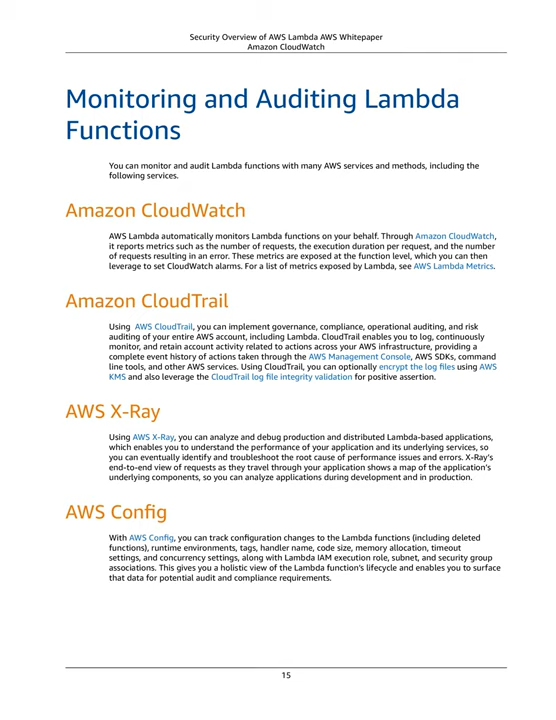 Security Overview of AWS Lambda AWS Whitepaper
Amazon CloudWatch
Monitoring and Auditing Lambda
Functions
You can monitor and audit Lambda functions with many AWS services and methods, including the
following services.
Amazon CloudWatch
AWS Lambda automatically monitors Lambda functions on your behalf. Through Amazon CloudWatch,
it reports metrics such as the number of requests, the execution duration per request, and the number
of requests resulting in an error. These metrics are exposed at the function level, which you can then
leverage to set CloudWatch alarms. For a list of metrics exposed by Lambda, see AWS Lambda Metrics.
Amazon CloudTrail
Using AWS CloudTrail, you can implement governance, compliance, operational auditing, and risk
auditing of your entire AWS account, including Lambda. CloudTrail enables you to log, continuously
monitor, and retain account activity related to actions across your AWS infrastructure, providing a
complete event history of actions taken through the AWS Management Console, AWS SDKs, command
line tools, and other AWS services. Using CloudTrail, you can optionally encrypt the log files using AWS
KMS and also leverage the CloudTrail log file integrity validation for positive assertion.
AWS X-Ray
Using AWS X-Ray, you can analyze and debug production and distributed Lambda-based applications,
which enables you to understand the performance of your application and its underlying services, so
you can eventually identify and troubleshoot the root cause of performance issues and errors. X-Ray's
end-to-end view of requests as they travel through your application shows a map of the application's
underlying components, so you can analyze applications during development and in production.
AWS Config
With AWS Config, you can track configuration changes to the Lambda functions (including deleted
functions), runtime environments, tags, handler name, code size, memory allocation, timeout
settings, and concurrency settings, along with Lambda IAM execution role, subnet, and security group
associations. This gives you a holistic view of the Lambda function's lifecycle and enables you to surface
that data for potential audit and compliance requirements.
15